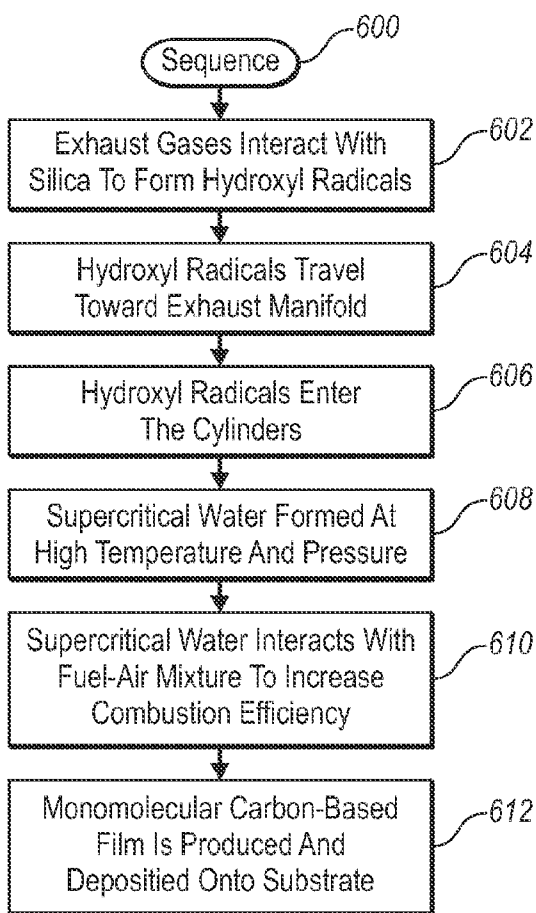 600
Sequence
Exhaust Gases Interact With
Silica To Form Hydroxyl Radicals
602
Hydroxyl Radicals Travel
Toward Exhaust Manifold
604
Hydroxyl Radicals Enter
The Cylinders
606
Supercritical Water Formed At
High Temperature And Pressure
608
Supercritical Water Interacts With
Fuel-Air Mixture To Increase
Combustion Efficiency
610
Monomolecular Carbon-Based
Film Is Produced And
Depositied Onto Substrate
612